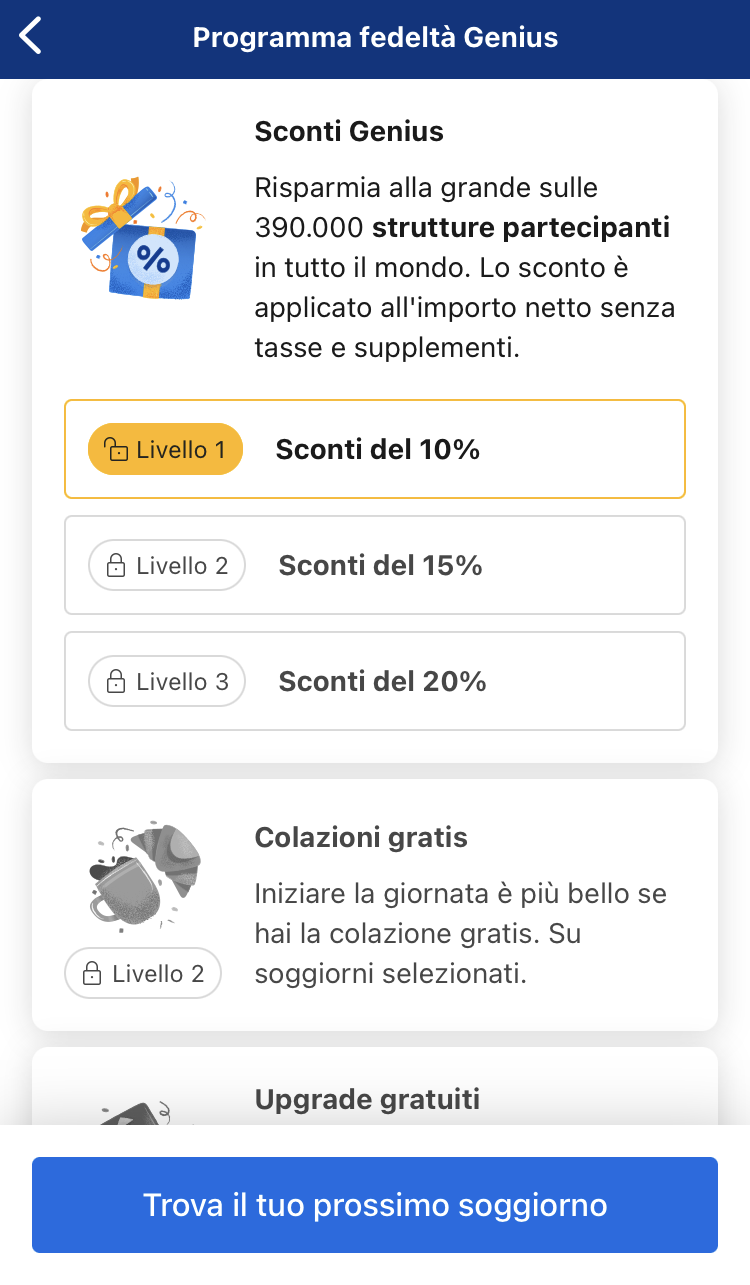 Programma fedeltà Genius
Sconti Genius
Risparmia alla grande sulle
390.000 strutture partecipanti
in tutto il mondo. Lo sconto è
applicato all'importo netto senza
tasse e supplementi.
%
Livello 1 Sconti del 10%
Livello 2 Sconti del 15%
Livello 3 Sconti del 20%
Colazioni gratis
Iniziare la giornata è più bello se
hai la colazione gratis. Su
soggiorni selezionati.
Livello 2
Upgrade gratuiti
Trova il tuo prossimo soggiorno